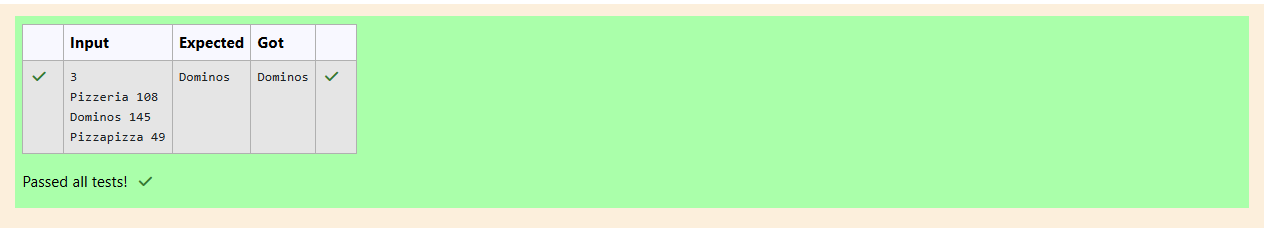 Input Expected Got
3 Dominos Dominos
Pizzeria 108
Dominos 145
Pizzapizza 49
Passed all tests!